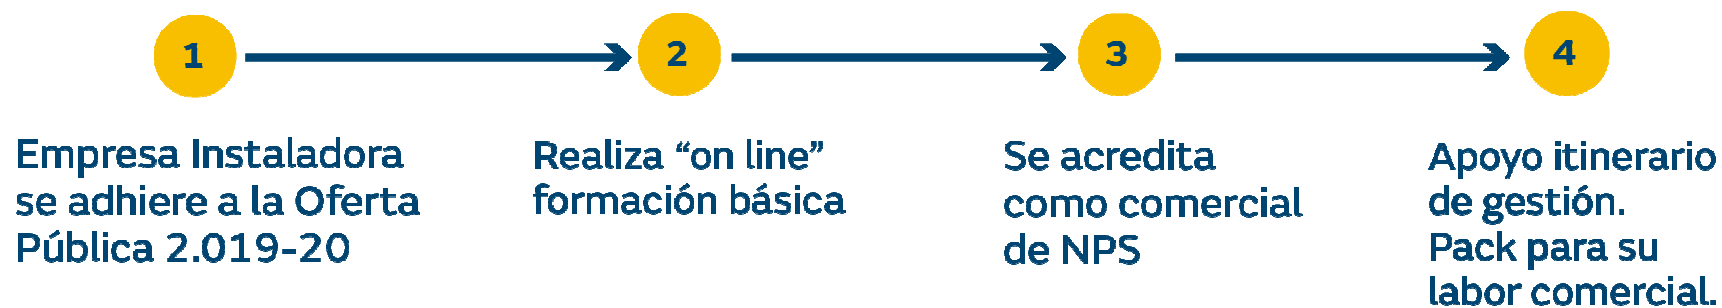 1
2
3
4
Empresa Instaladora
se adhiere a la Oferta
Pública 2.019-20
Realiza “on line”
formación básica
Se acredita
como comercial
de NPS
Apoyo itinerario
de gestión.
Pack para su
labor comercial.